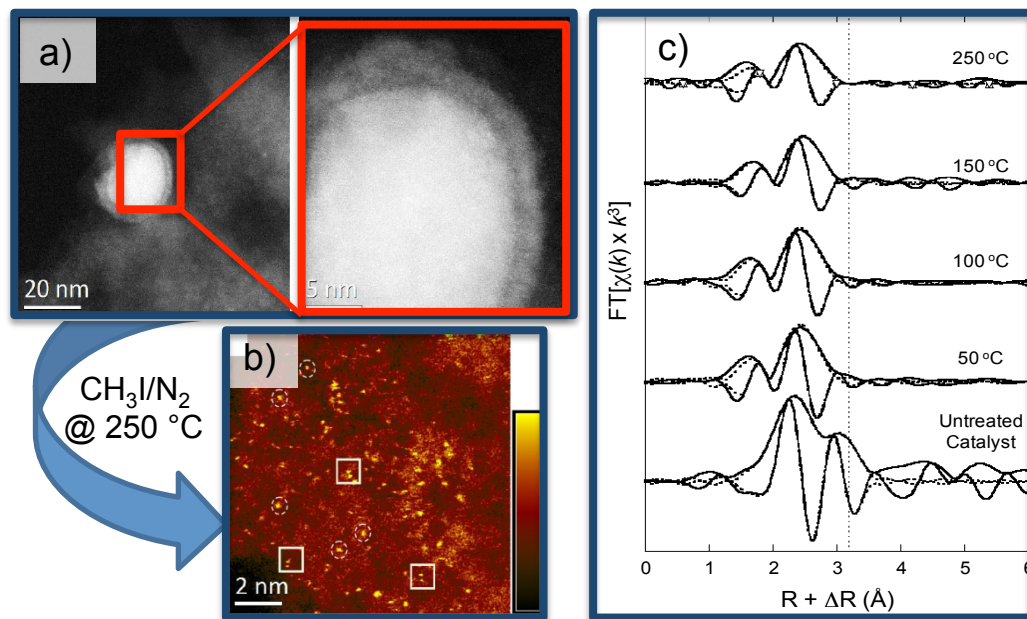 a)
20 nm
5 nm
CH₃I/N₂
@ 250 °C
b)
2 nm
c)
FT[χ(k) x k³]
250 °C
150 °C
100 °C
50 °C
Untreated
Catalyst
0 1 2 3 4 5 6
R + ΔR (Å)